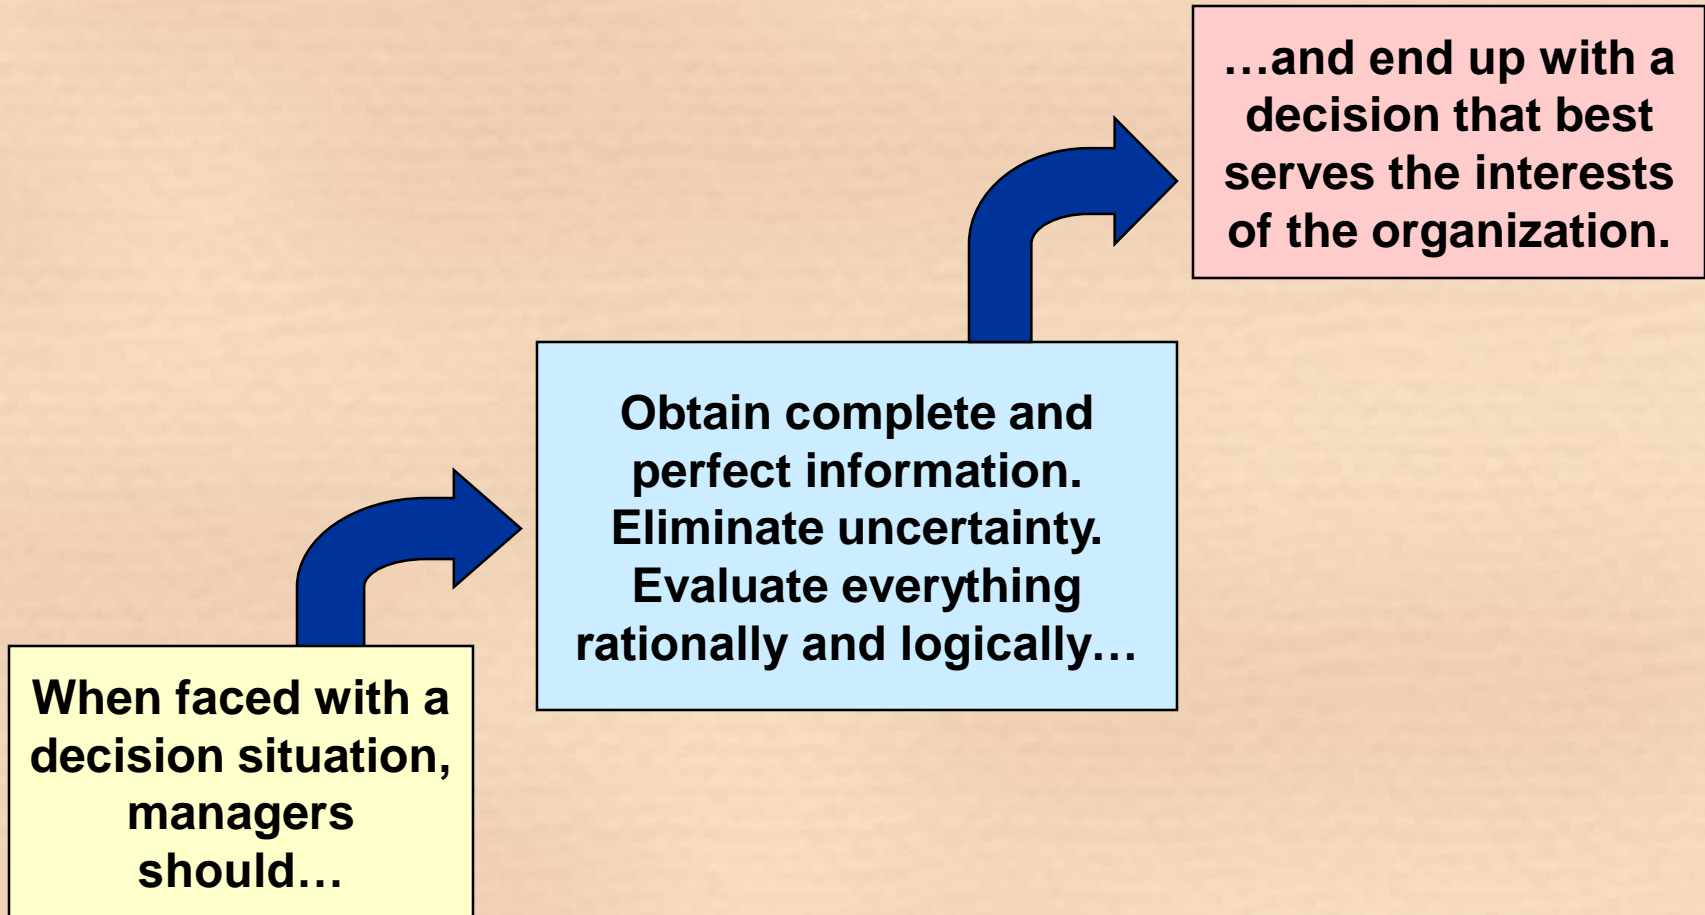 When faced with a
decision situation,
managers
should…
Obtain complete and
perfect information.
Eliminate uncertainty.
Evaluate everything
rationally and logically…
…and end up with a
decision that best
serves the interests
of the organization.